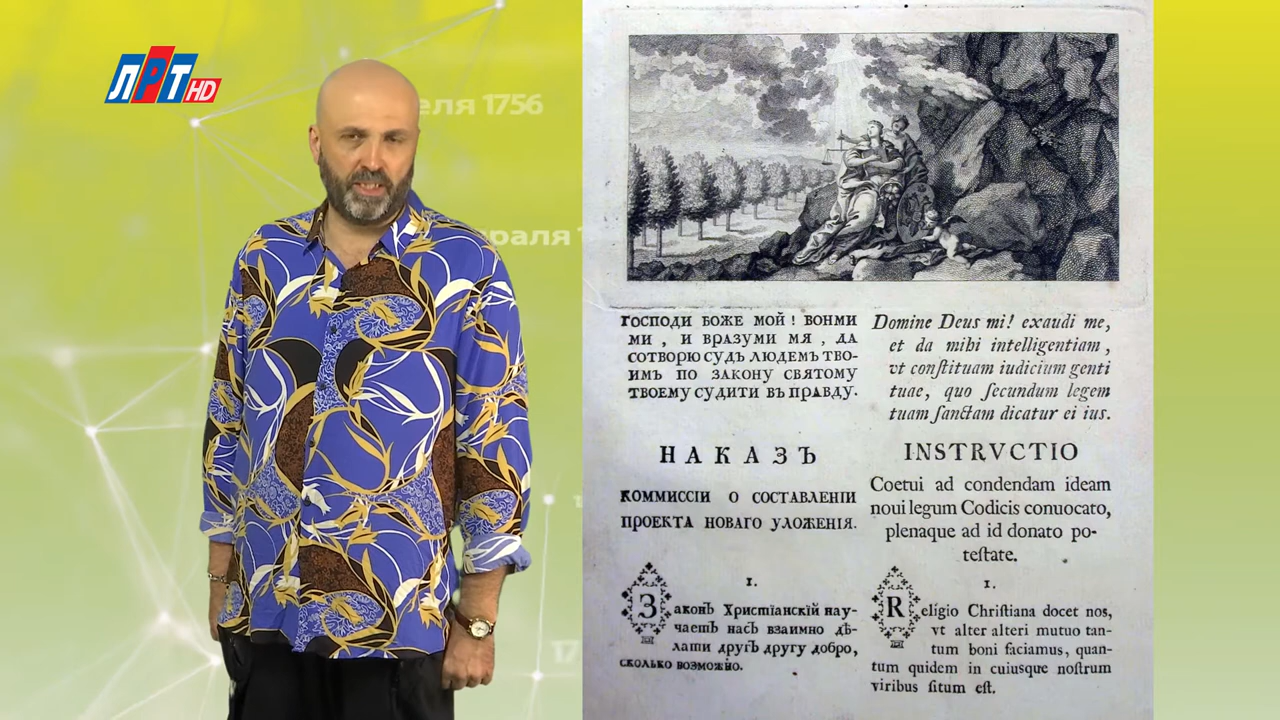 ЛРТ HD
еля 1756
враля 1
17
ГОСПОДИ БОЖЕ МОЙ! ВОНМИ
МИ, И ВРАЗУМИ МЯ, ДА
СОТВОРЮ СУДЪ ЛЮДЕМЪ ТВО-
ИМЪ ПО ЗАКОНУ СВЯТОМУ
ТВОЕМУ СУДИТИ ВЪ ПРАВДУ.
НАКАЗЪ
КОММИССІИ О СОСТАВЛЕНІИ
ПРОЕКТА НОВАГО УЛОЖЕНІЯ.
1.
Законъ Христїанскїй нау-
чаетъ насъ взаимно дѣ-
лати другъ другу добро,
сколько возможно.
Domine Deus mi! exaudi me,
et da mihi intelligentiam,
vt conſtituam iudicium genti
tuae, quo ſecundum legem
tuam ſanctam dicatur ei ius.
INSTRVCTIO
Coetui ad condendam ideam
noui legum Codicis conuocato,
plenaque ad id donato po-
teſtate.
1.
Religio Chriſtiana docet nos,
vt alter alteri mutuo tan-
tum boni faciamus, quan-
tum quidem in cuiusque noſtrum
viribus ſitum eſt.